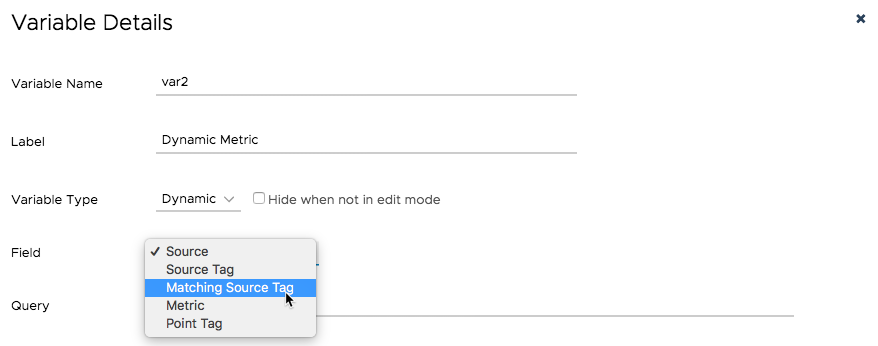 Variable Details
Variable Name var2
Label Dynamic Metric
Variable Type Dynamic Hide when not in edit mode
Field Source
Source Tag
Matching Source Tag
Query Metric
Point Tag